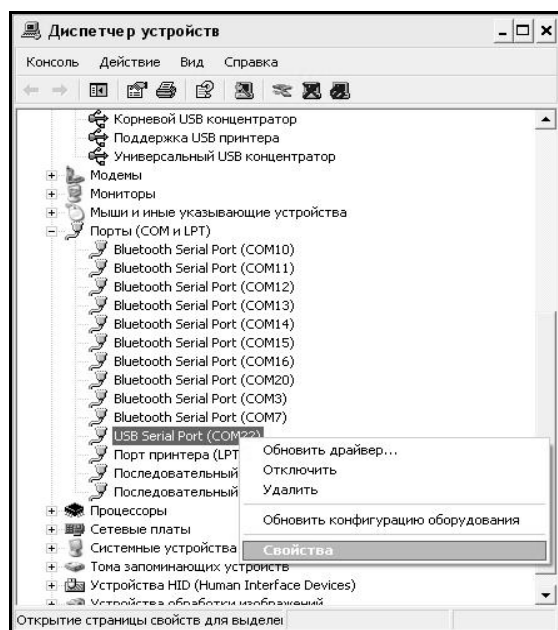 Диспетчер устройств
Консоль Действие Вид Справка
Корневой USB концентратор
Поддержка USB принтера
Универсальный USB концентратор
Модемы
Мониторы
Мыши и иные указывающие устройства
Порты (COM и LPT)
Bluetooth Serial Port (COM10)
Bluetooth Serial Port (COM11)
Bluetooth Serial Port (COM12)
Bluetooth Serial Port (COM13)
Bluetooth Serial Port (COM14)
Bluetooth Serial Port (COM15)
Bluetooth Serial Port (COM16)
Bluetooth Serial Port (COM20)
Bluetooth Serial Port (COM3)
Bluetooth Serial Port (COM7)
USB Serial Port (COM22)
Порт принтера (LPT
Последовательный
Последовательный
Обновить драйвер...
Отключить
Удалить
Обновить конфигурацию оборудования
Свойства
Процессоры
Сетевые платы
Системные устройства
Тома запоминающих устройств
Устройства HID (Human Interface Devices)
Устройства обработки изображений
Открытие страницы свойств для выделе